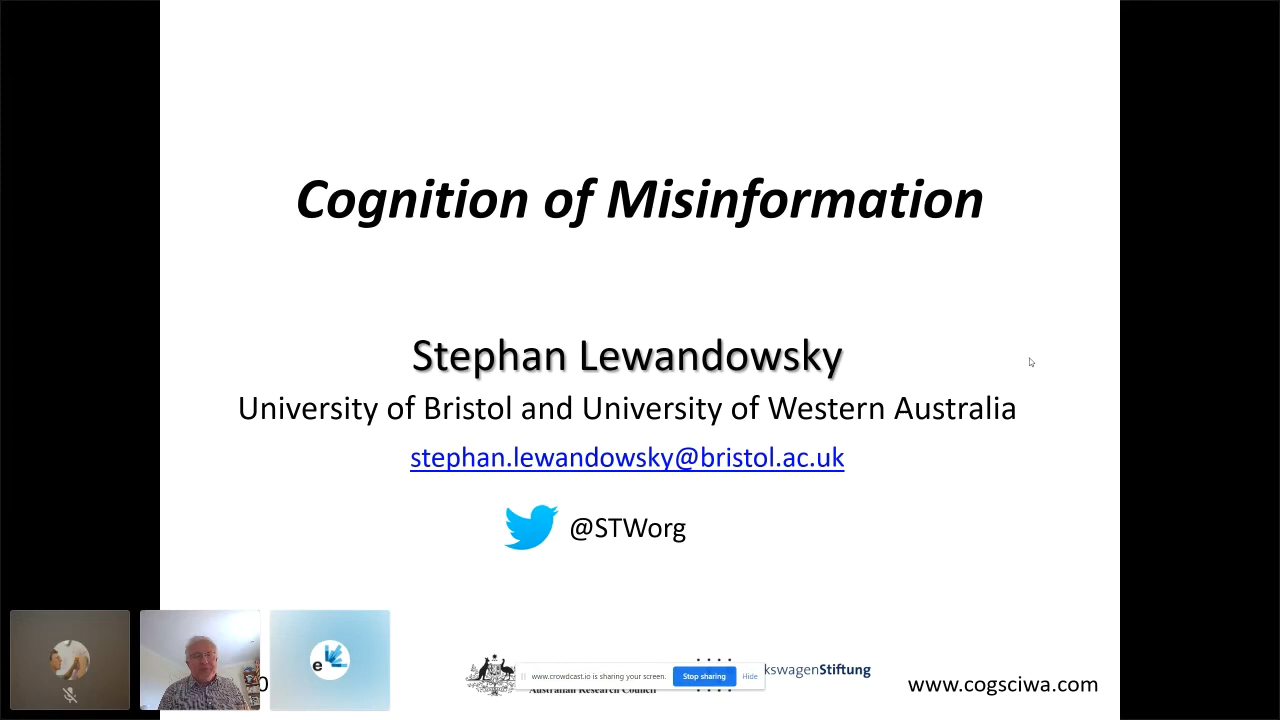 Cognition of Misinformation
Stephan Lewandowsky
University of Bristol and University of Western Australia
stephan.lewandowsky@bristol.ac.uk
@STWorg
e
www.crowdcast.io is sharing your screen. Stop sharing Hide
Australian Research Council
kswagenStiftung
www.cogsciwa.com